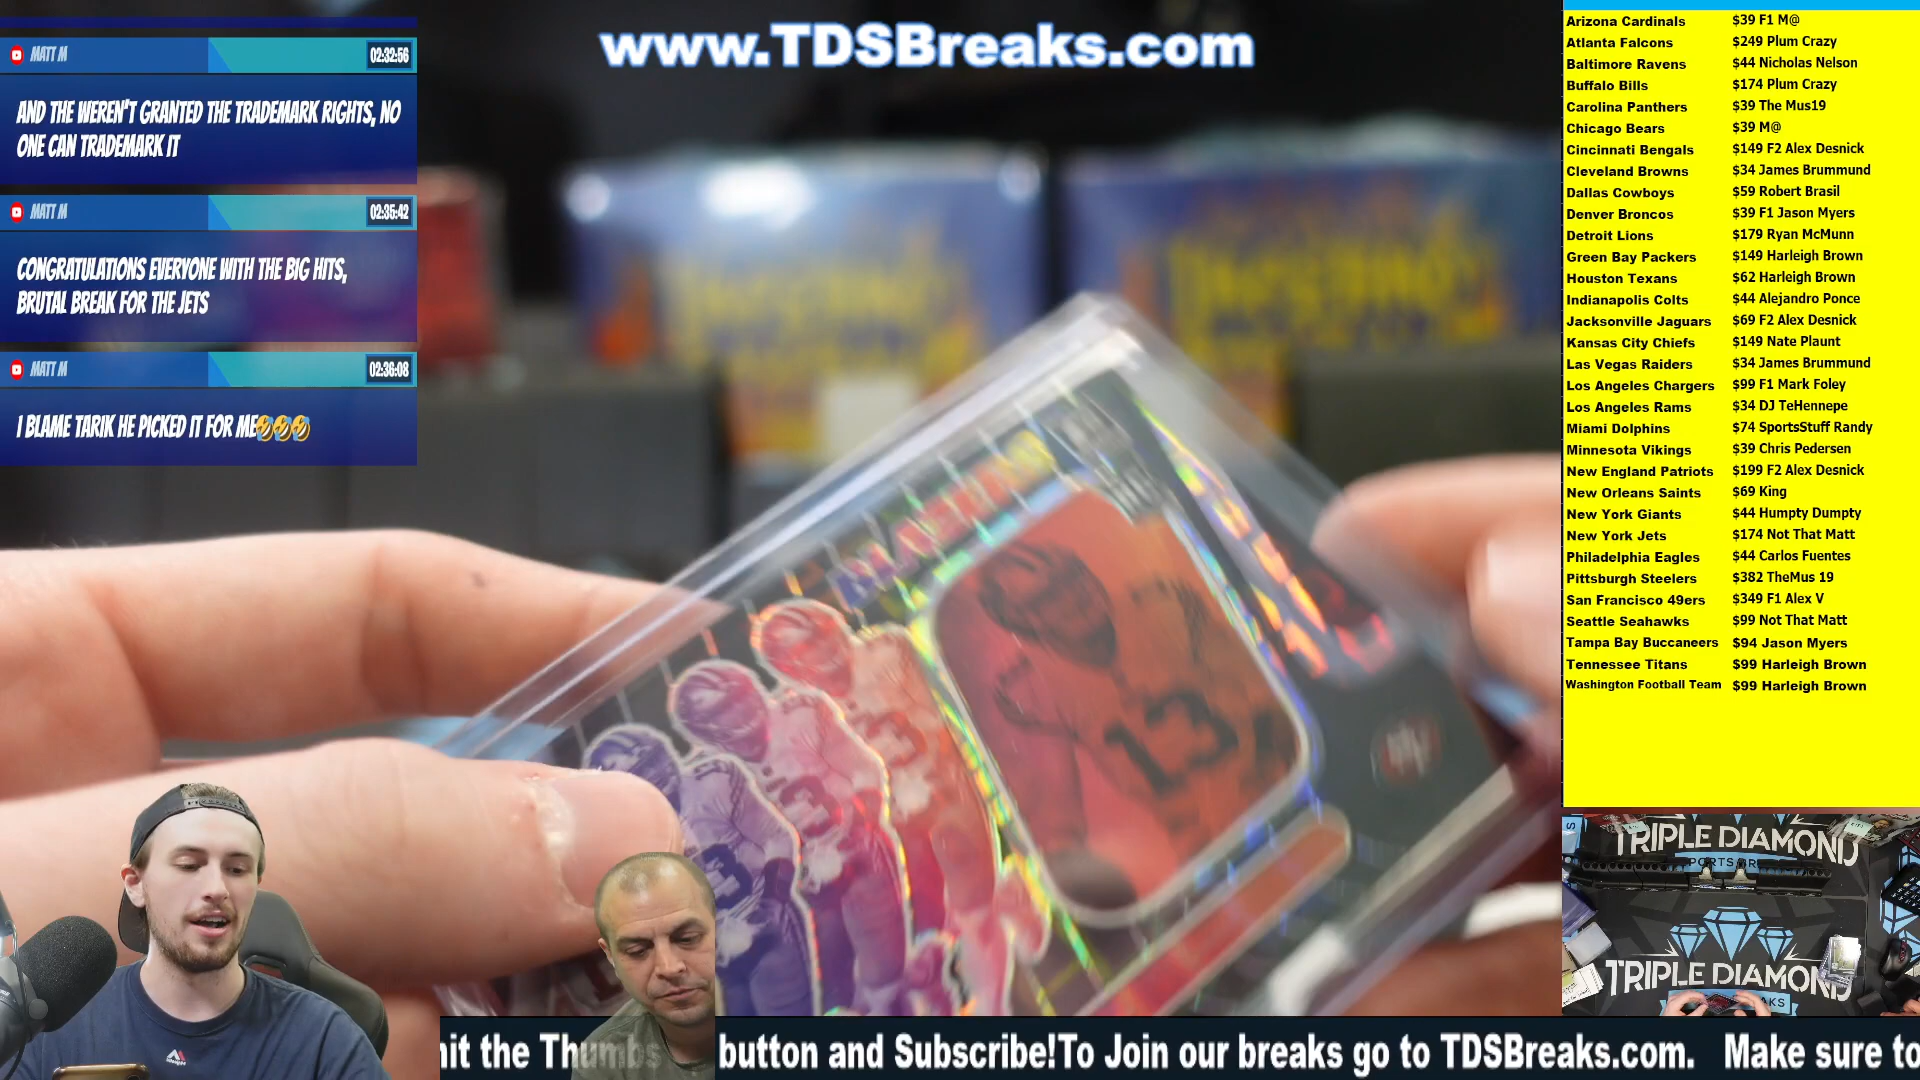 www.TDSBreaks.com
MATT M
02:32:56
AND THE WEREN'T GRANTED THE TRADEMARK RIGHTS, NO
ONE CAN TRADEMARK IT
MATT M
02:35:42
CONGRATULATIONS EVERYONE WITH THE BIG HITS,
BRUTAL BREAK FOR THE JETS
MATT M
02:36:08
I BLAME TARIK HE PICKED IT FOR ME🤣🤣🤣
Arizona Cardinals $39 F1 M@
Atlanta Falcons $249 Plum Crazy
Baltimore Ravens $44 Nicholas Nelson
Buffalo Bills $174 Plum Crazy
Carolina Panthers $39 The Mus19
Chicago Bears $39 M@
Cincinnati Bengals $149 F2 Alex Desnick
Cleveland Browns $34 James Brummund
Dallas Cowboys $59 Robert Brasil
Denver Broncos $39 F1 Jason Myers
Detroit Lions $179 Ryan McMunn
Green Bay Packers $149 Harleigh Brown
Houston Texans $62 Harleigh Brown
Indianapolis Colts $44 Alejandro Ponce
Jacksonville Jaguars $69 F2 Alex Desnick
Kansas City Chiefs $149 Nate Plaunt
Las Vegas Raiders $34 James Brummund
Los Angeles Chargers $99 F1 Mark Foley
Los Angeles Rams $34 DJ TeHennepe
Miami Dolphins $74 SportsStuff Randy
Minnesota Vikings $39 Chris Pedersen
New England Patriots $199 F2 Alex Desnick
New Orleans Saints $69 King
New York Giants $44 Humpty Dumpty
New York Jets $174 Not That Matt
Philadelphia Eagles $44 Carlos Fuentes
Pittsburgh Steelers $382 TheMus 19
San Francisco 49ers $349 F1 Alex V
Seattle Seahawks $99 Not That Matt
Tampa Bay Buccaneers $94 Jason Myers
Tennessee Titans $99 Harleigh Brown
Washington Football Team $99 Harleigh Brown
13
TRIPLE DIAMOND
TRIPLE DIAMOND
hit the Thumbs button and Subscribe!To Join our breaks go to TDSBreaks.com. Make sure to